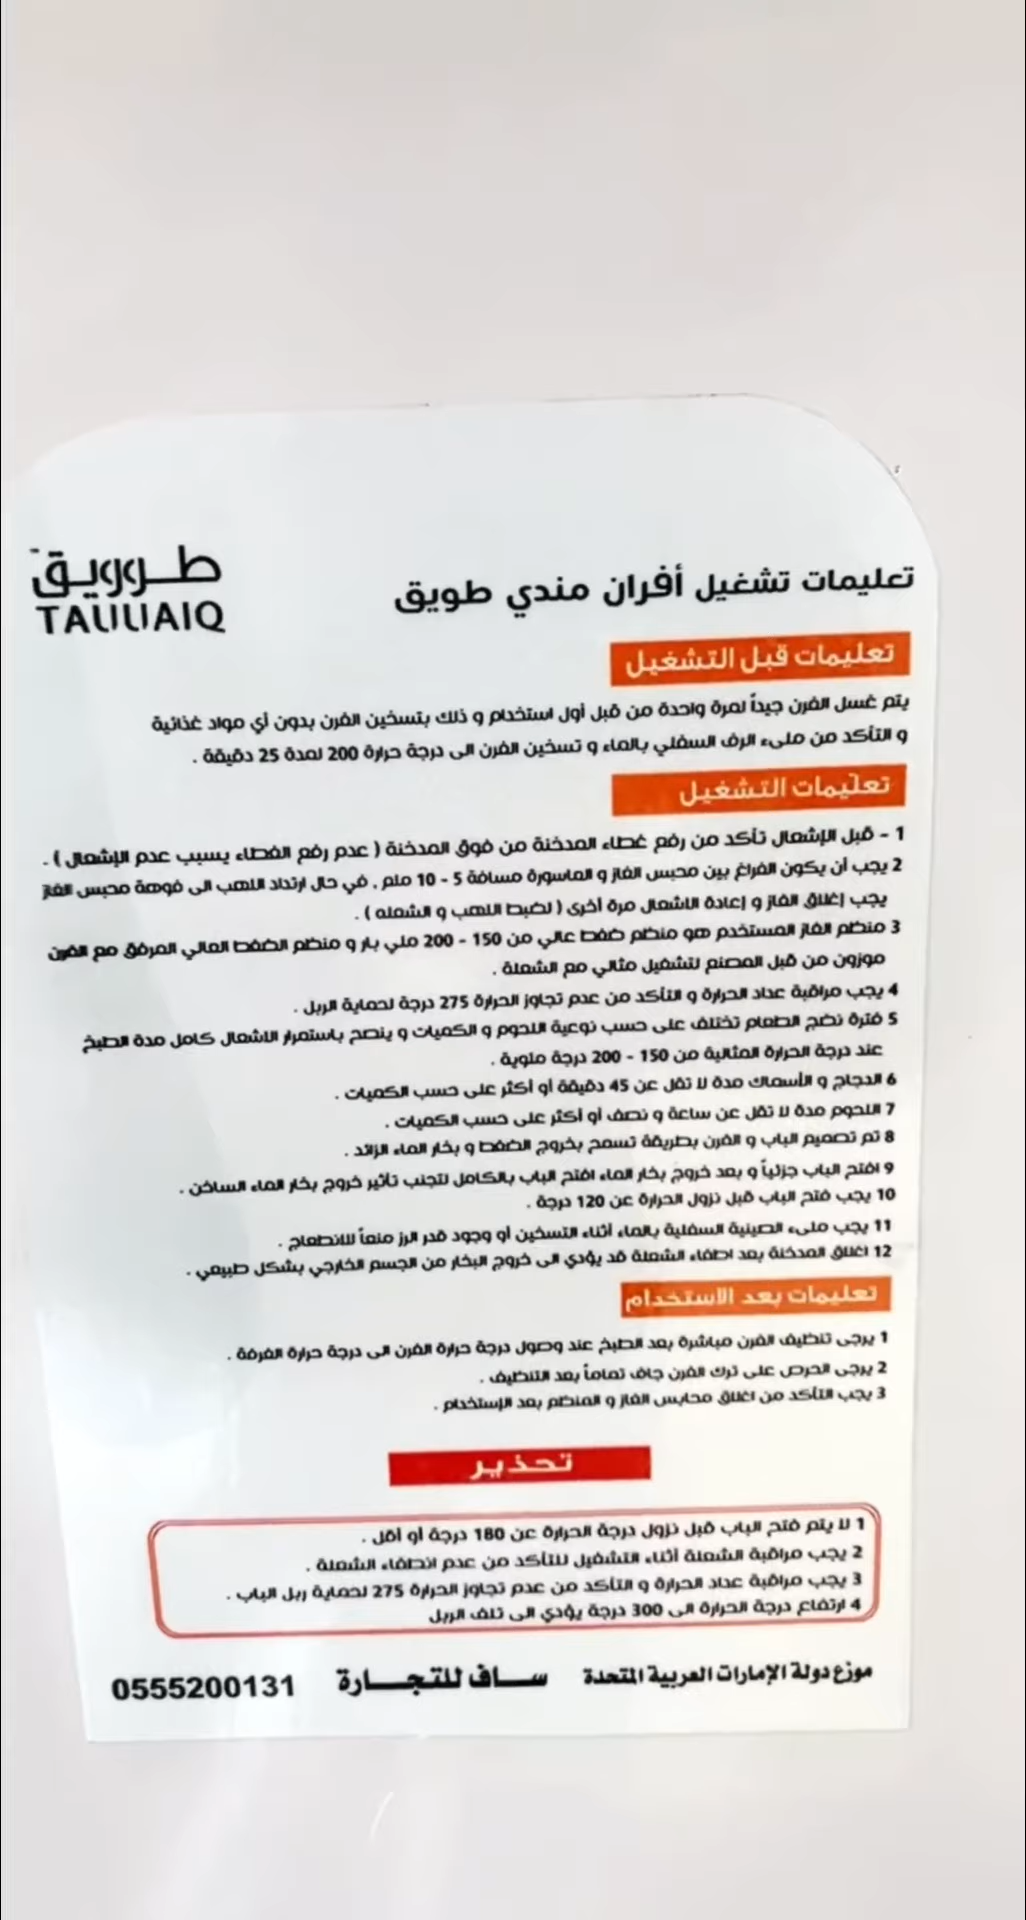 طويق
TAUUAIQ
تعليمات تشغيل أفران مندي طويق
تعليمات قبل التشغيل
يتم غسل الفرن جيداً لمرة واحدة من قبل أول استخدام و ذلك بتسخين الفرن بدون أي مواد غذائية
و التأكد من ملىء الرف السفلي بالماء و تسخين الفرن الى درجة حرارة 200 لمدة 25 دقيقة .
تعليمات التشغيل
1 - قبل الإشعال تأكد من رفع غطاء المدخنة من فوق المدخنة ( عدم رفع الغطاء يسبب عدم الإشعال ) .
2 يجب أن يكون الفراغ بين محبس الغاز و الماسورة مسافة 5 - 10 ملم . في حال ارتداد اللهب الى فوهة محبس الغاز
يجب إغلاق الغاز و إعادة الاشعال مرة أخرى ( لضبط اللهب و الشعله ) .
3 منظم الغاز المستخدم هو منظم ضغط عالي من 150 - 200 ملي بار و منظم الضغط العالي المرفق مع الفرن
موزون من قبل المصنع لتشغيل مثالي مع الشعلة .
4 يجب مراقبة عداد الحرارة و التأكد من عدم تجاوز الحرارة 275 درجة لحماية الربل .
5 فترة نضج الطعام تختلف على حسب نوعية اللحوم و الكميات و ينصح باستمرار الاشعال كامل مدة الطبخ
عند درجة الحرارة المثالية من 150 - 200 درجة مئوية .
6 الدجاج و الأسماك مدة لا تقل عن 45 دقيقة أو أكثر على حسب الكميات .
7 اللحوم مدة لا تقل عن ساعة و نصف أو أكثر على حسب الكميات .
8 تم تصميم الباب و الفرن بطريقة تسمح بخروج الضغط و بخار الماء الزائد .
9 افتح الباب جزئياً و بعد خروج بخار الماء افتح الباب بالكامل لتجنب تأثير خروج بخار الماء الساخن .
10 يجب فتح الباب قبل نزول الحرارة عن 120 درجة .
11 يجب ملىء الصينية السفلية بالماء أثناء التسخين أو وجود قدر الرز منعاً للانطعاج .
12 اغلاق المدخنة بعد اطفاء الشعلة قد يؤدي الى خروج البخار من الجسم الخارجي بشكل طبيعي .
تعليمات بعد الاستخدام
1 يرجى تنظيف الفرن مباشرة بعد الطبخ عند وصول درجة حرارة الفرن الى درجة حرارة الغرفة .
2 يرجى الحرص على ترك الفرن جاف تماماً بعد التنظيف .
3 يجب التأكد من اغلاق محابس الغاز و المنظم بعد الإستخدام .
تحذير
1 لا يتم فتح الباب قبل نزول درجة الحرارة عن 180 درجة أو أقل .
2 يجب مراقبة الشعلة أثناء التشغيل للتأكد من عدم انطفاء الشعلة .
3 يجب مراقبة عداد الحرارة و التأكد من عدم تجاوز الحرارة 275 لحماية ربل الباب .
4 ارتفاع درجة الحرارة الى 300 درجة يؤدي الى تلف الربل
موزع دولة الإمارات العربية المتحدة ساف للتجارة 0555200131